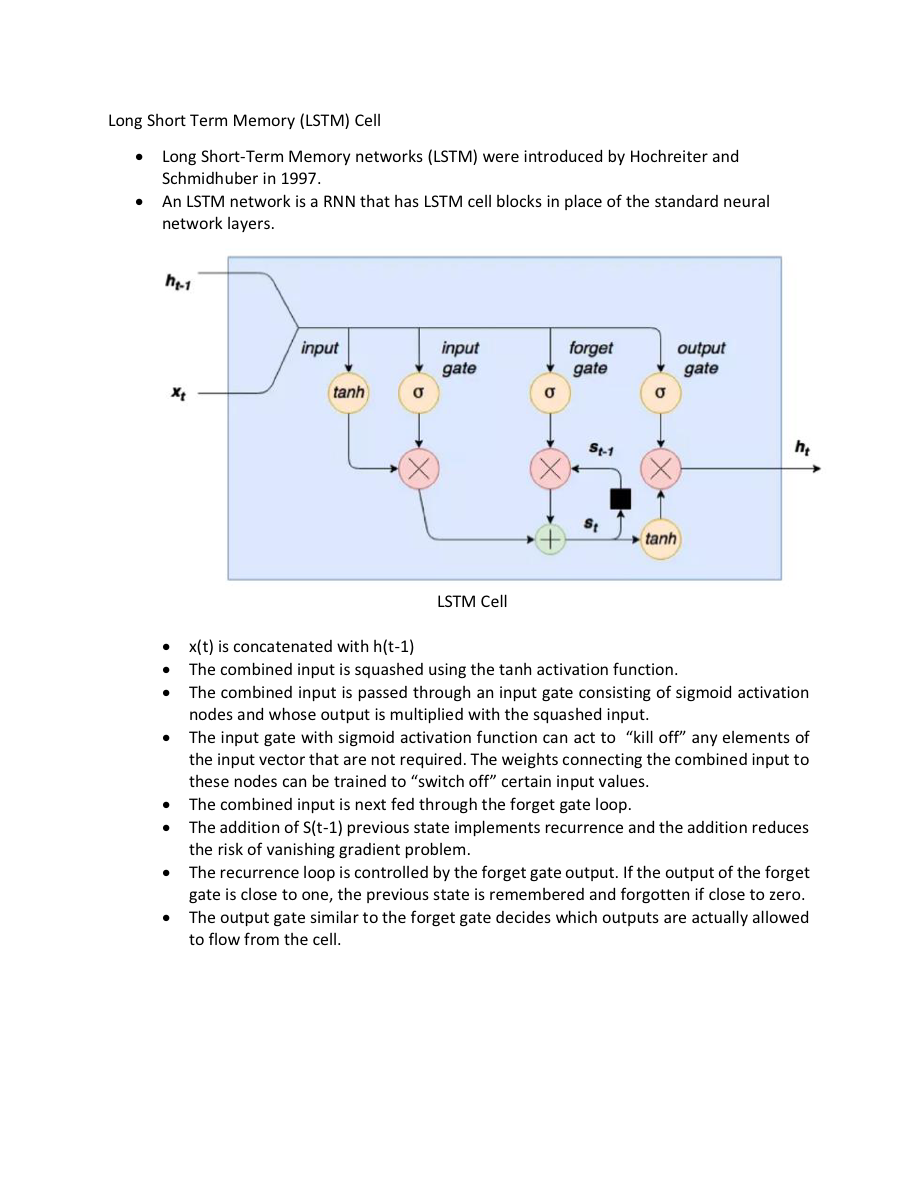 Long Short Term Memory (LSTM) Cell
• Long Short-Term Memory networks (LSTM) were introduced by Hochreiter and
Schmidhuber in 1997.
• An LSTM network is a RNN that has LSTM cell blocks in place of the standard neural
network layers.
h_{t-1}
input
input
gate
forget
gate
output
gate
x_t
tanh
σ
σ
σ
s_{t-1}
h_t
s_t
tanh
LSTM Cell
• x(t) is concatenated with h(t-1)
• The combined input is squashed using the tanh activation function.
• The combined input is passed through an input gate consisting of sigmoid activation
nodes and whose output is multiplied with the squashed input.
• The input gate with sigmoid activation function can act to “kill off” any elements of
the input vector that are not required. The weights connecting the combined input to
these nodes can be trained to “switch off” certain input values.
• The combined input is next fed through the forget gate loop.
• The addition of S(t-1) previous state implements recurrence and the addition reduces
the risk of vanishing gradient problem.
• The recurrence loop is controlled by the forget gate output. If the output of the forget
gate is close to one, the previous state is remembered and forgotten if close to zero.
• The output gate similar to the forget gate decides which outputs are actually allowed
to flow from the cell.